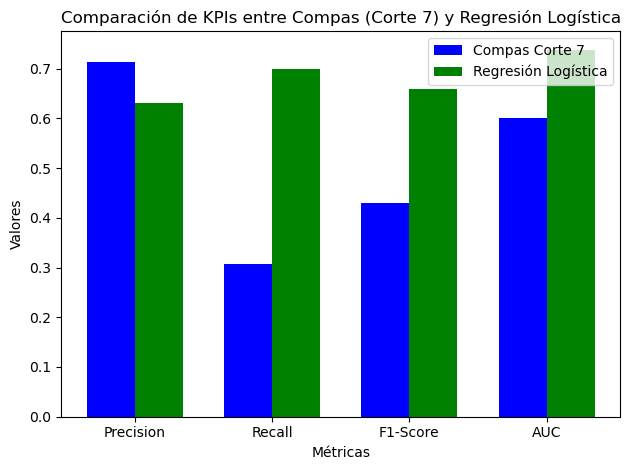 Comparación de KPIs entre Compas (Corte 7) y Regresión Logística
Compas Corte 7
Regresión Logística
Valores
0.7
0.6
0.5
0.4
0.3
0.2
0.1
0.0
Precision Recall F1-Score AUC
Métricas